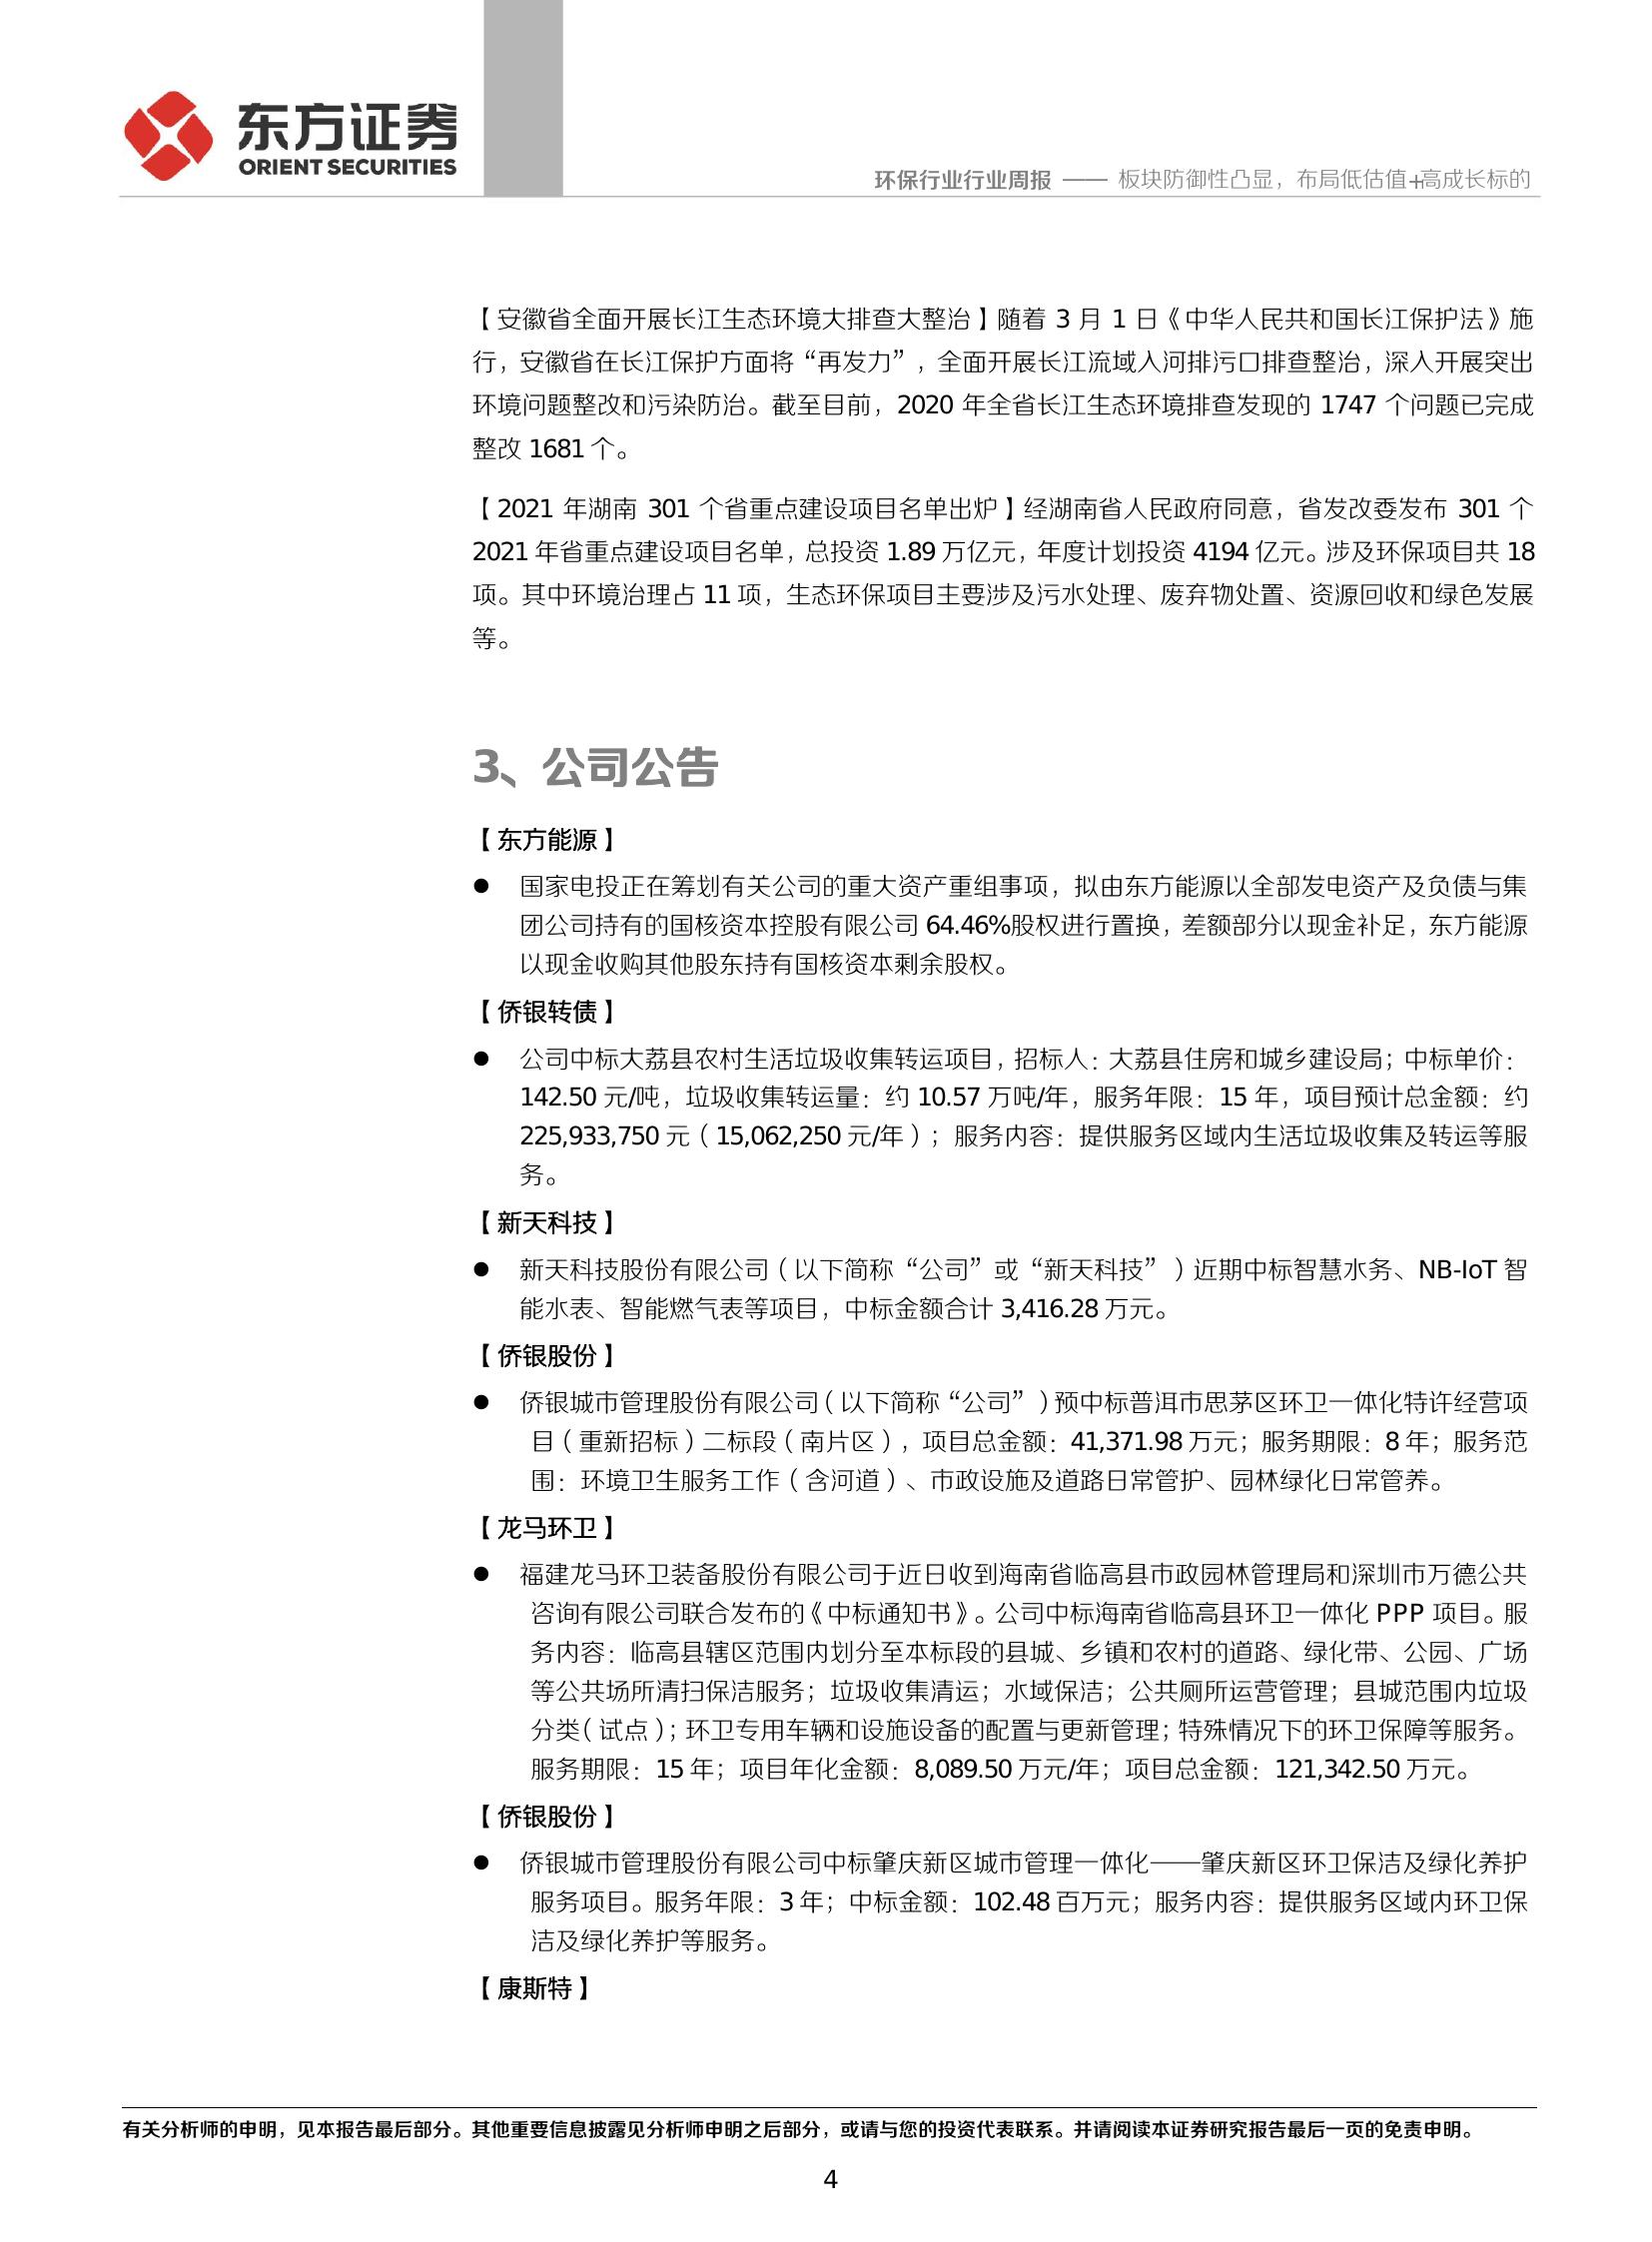 东方证券
ORIENT SECURITIES
环保行业行业周报 —— 板块防御性凸显，布局低估值+高成长标的
【安徽省全面开展长江生态环境大排查大整治】随着 3 月 1 日《中华人民共和国长江保护法》施
行，安徽省在长江保护方面将“再发力”，全面开展长江流域入河排污口排查整治，深入开展突出
环境问题整改和污染防治。截至目前，2020 年全省长江生态环境排查发现的 1747 个问题已完成
整改 1681 个。
【2021 年湖南 301 个省重点建设项目名单出炉】经湖南省人民政府同意，省发改委发布 301 个
2021 年省重点建设项目名单，总投资 1.89 万亿元，年度计划投资 4194 亿元。涉及环保项目共 18
项。其中环境治理占 11 项，生态环保项目主要涉及污水处理、废弃物处置、资源回收和绿色发展
等。
3、公司公告
【东方能源】
● 国家电投正在筹划有关公司的重大资产重组事项，拟由东方能源以全部发电资产及负债与集
团公司持有的国核资本控股有限公司 64.46%股权进行置换，差额部分以现金补足，东方能源
以现金收购其他股东持有国核资本剩余股权。
【侨银转债】
● 公司中标大荔县农村生活垃圾收集转运项目，招标人：大荔县住房和城乡建设局；中标单价：
142.50 元/吨，垃圾收集转运量：约 10.57 万吨/年，服务年限：15 年，项目预计总金额：约
225,933,750 元（15,062,250 元/年）；服务内容：提供服务区域内生活垃圾收集及转运等服
务。
【新天科技】
● 新天科技股份有限公司（以下简称“公司”或“新天科技”）近期中标智慧水务、NB-IoT 智
能水表、智能燃气表等项目，中标金额合计 3,416.28 万元。
【侨银股份】
● 侨银城市管理股份有限公司（以下简称“公司”）预中标普洱市思茅区环卫一体化特许经营项
目（重新招标）二标段（南片区），项目总金额：41,371.98 万元；服务期限：8 年；服务范
围：环境卫生服务工作（含河道）、市政设施及道路日常管护、园林绿化日常管养。
【龙马环卫】
● 福建龙马环卫装备股份有限公司于近日收到海南省临高县市政园林管理局和深圳市万德公共
咨询有限公司联合发布的《中标通知书》。公司中标海南省临高县环卫一体化 PPP 项目。服
务内容：临高县辖区范围内划分至本标段的县城、乡镇和农村的道路、绿化带、公园、广场
等公共场所清扫保洁服务；垃圾收集清运；水域保洁；公共厕所运营管理；县城范围内垃圾
分类（试点）；环卫专用车辆和设施设备的配置与更新管理；特殊情况下的环卫保障等服务。
服务期限：15 年；项目年化金额：8,089.50 万元/年；项目总金额：121,342.50 万元。
【侨银股份】
● 侨银城市管理股份有限公司中标肇庆新区城市管理一体化——肇庆新区环卫保洁及绿化养护
服务项目。服务年限：3 年；中标金额：102.48 百万元；服务内容：提供服务区域内环卫保
洁及绿化养护等服务。
【康斯特】
有关分析师的申明，见本报告最后部分。其他重要信息披露见分析师申明之后部分，或请与您的投资代表联系。并请阅读本证券研究报告最后一页的免责申明。
4